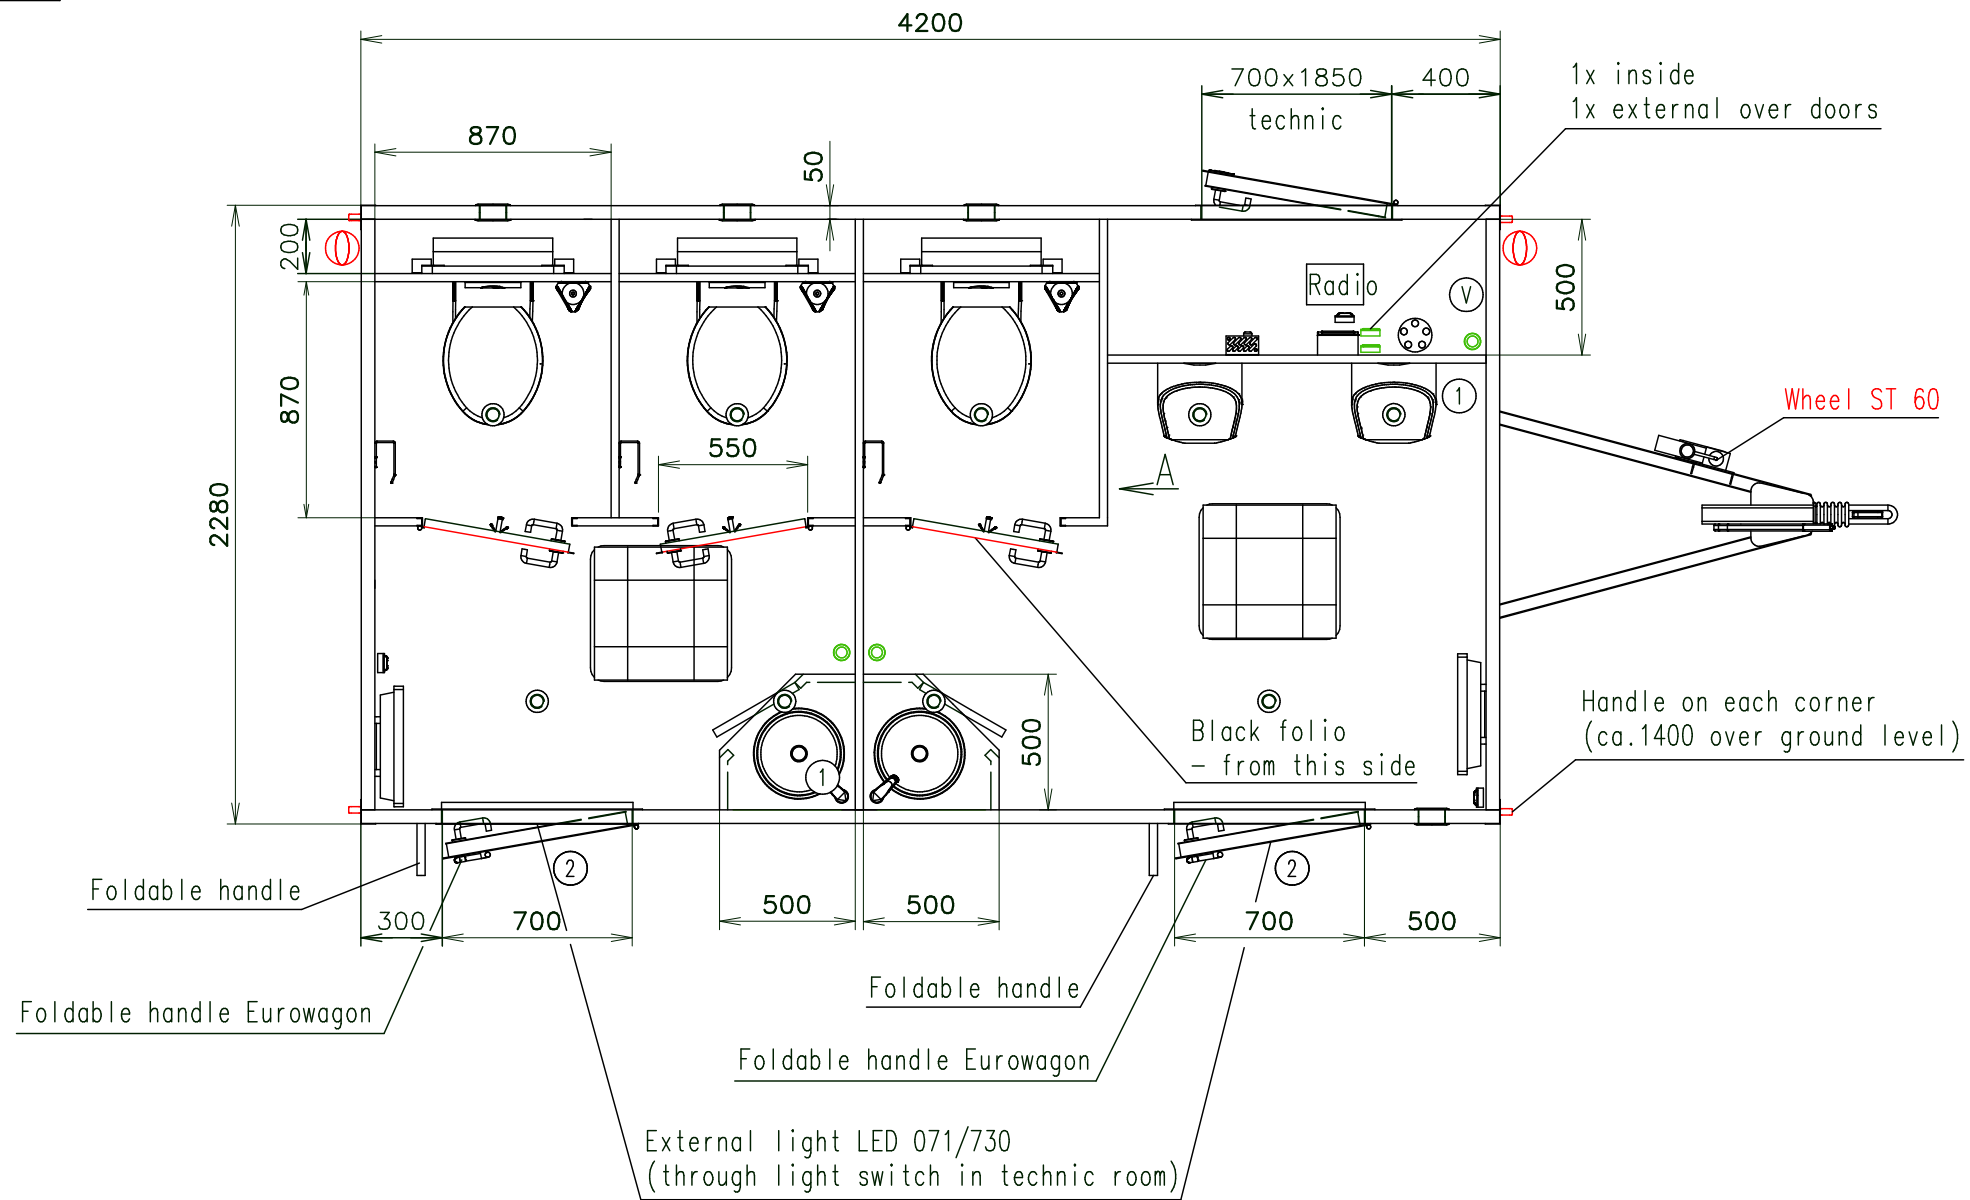 4200
700x1850
400
technic
1x inside
1x external over doors
870
50
200
500
Radio
V
870
1
550
A
Wheel ST 60
2280
500
Black folio
- from this side
Handle on each corner
(ca.1400 over ground level)
1
2
2
Foldable handle
300
700
500
500
700
500
Foldable handle
Foldable handle Eurowagon
Foldable handle Eurowagon
External light LED 071/730
(through light switch in technic room)